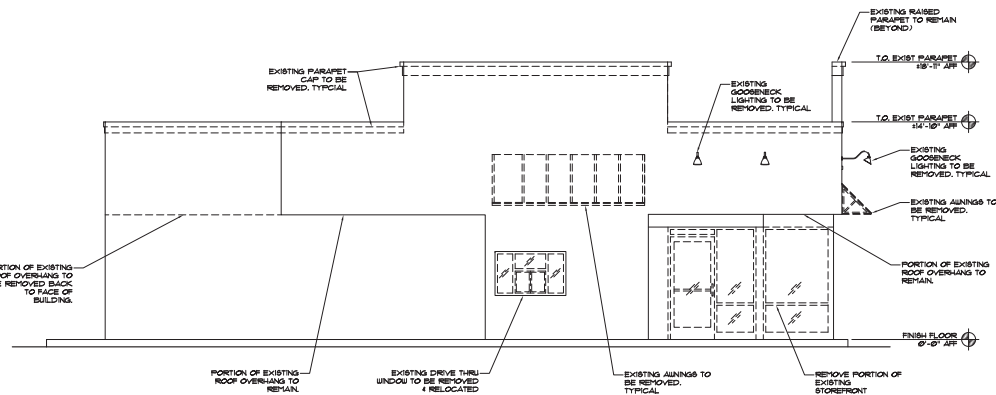 EXISTING RAISED
PARAPET TO REMAIN
(BEYOND)
T.O. EXIST PARAPET
±18'-11" AFF
EXISTING PARAPET
CAP TO BE
REMOVED. TYPCIAL
EXISTING
GOOSENECK
LIGHTING TO BE
REMOVED. TYPICAL
T.O. EXIST PARAPET
±14'-10" AFF
EXISTING
GOOSENECK
LIGHTING TO BE
REMOVED. TYPICAL
EXISTING AWNINGS TO
BE REMOVED.
TYPICAL
RTION OF EXISTING
OOF OVERHANG TO
E REMOVED BACK
TO FACE OF
BUILDING.
PORTION OF EXISTING
ROOF OVERHANG TO
REMAIN.
FINISH FLOOR
0'-0" AFF
PORTION OF EXISTING
ROOF OVERHANG TO
REMAIN.
EXISTING DRIVE THRU
WINDOW TO BE REMOVED
& RELOCATED
EXISTING AWNINGS TO
BE REMOVED.
TYPICAL
REMOVE PORTION OF
EXISTING
STOREFRONT